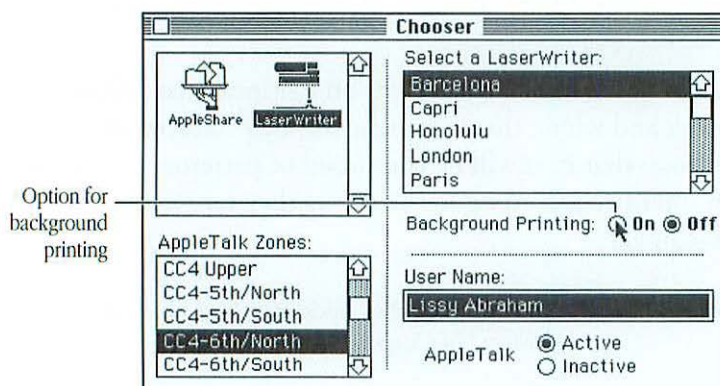 Chooser
AppleShare
LaserWriter
Select a LaserWriter:
Barcelona
Capri
Honolulu
London
Paris
Option for
background
printing
Background Printing: On Off
AppleTalk Zones:
CC4 Upper
CC4-5th/North
CC4-5th/South
CC4-6th/North
CC4-6th/South
User Name:
Lissy Abraham
AppleTalk
Active
Inactive